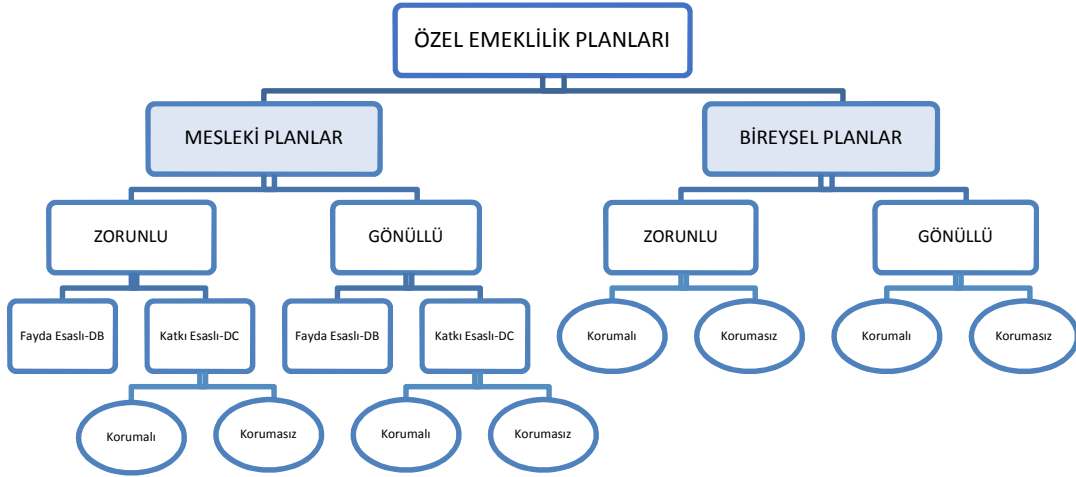 ÖZEL EMEKLİLİK PLANLARI
MESLEKİ PLANLAR
BİREYSEL PLANLAR
ZORUNLU
GÖNÜLLÜ
ZORUNLU
GÖNÜLLÜ
Fayda Esaslı-DB
Katkı Esaslı-DC
Fayda Esaslı-DB
Katkı Esaslı-DC
Korumalı
Korumasız
Korumalı
Korumasız
Korumalı
Korumasız
Korumalı
Korumasız